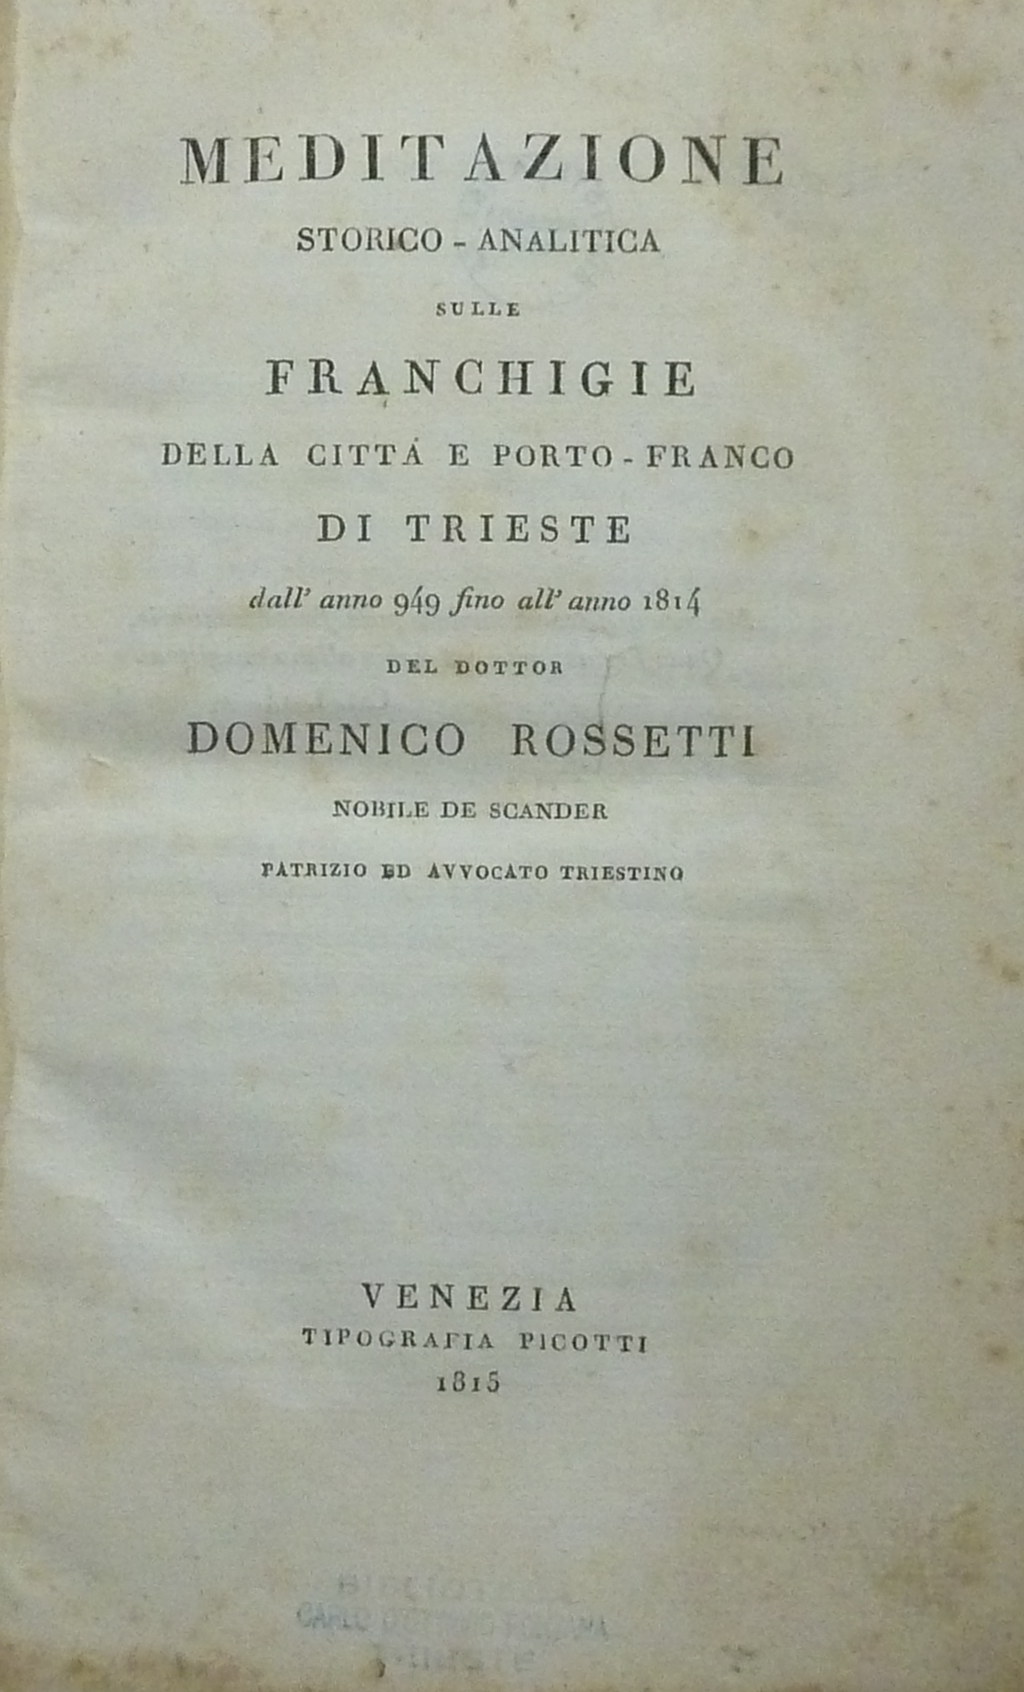 MEDITAZIONE
STORICO - ANALITICA
SULLE
FRANCHIGIE
DELLA CITTÁ E PORTO - FRANCO
DI TRIESTE
dall' anno 949 fino all' anno 1814
DEL DOTTOR
DOMENICO ROSSETTI
NOBILE DE SCANDER
PATRIZIO ED AVVOCATO TRIESTINO
VENEZIA
TIPOGRAFIA PICOTTI
1815
CARLO